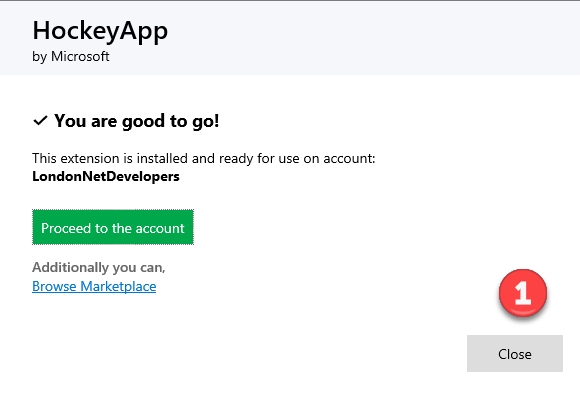 HockeyApp
by Microsoft
✓ You are good to go!
This extension is installed and ready for use on account:
LondonNetDevelopers
Proceed to the account
Additionally you can,
Browse Marketplace
1
Close